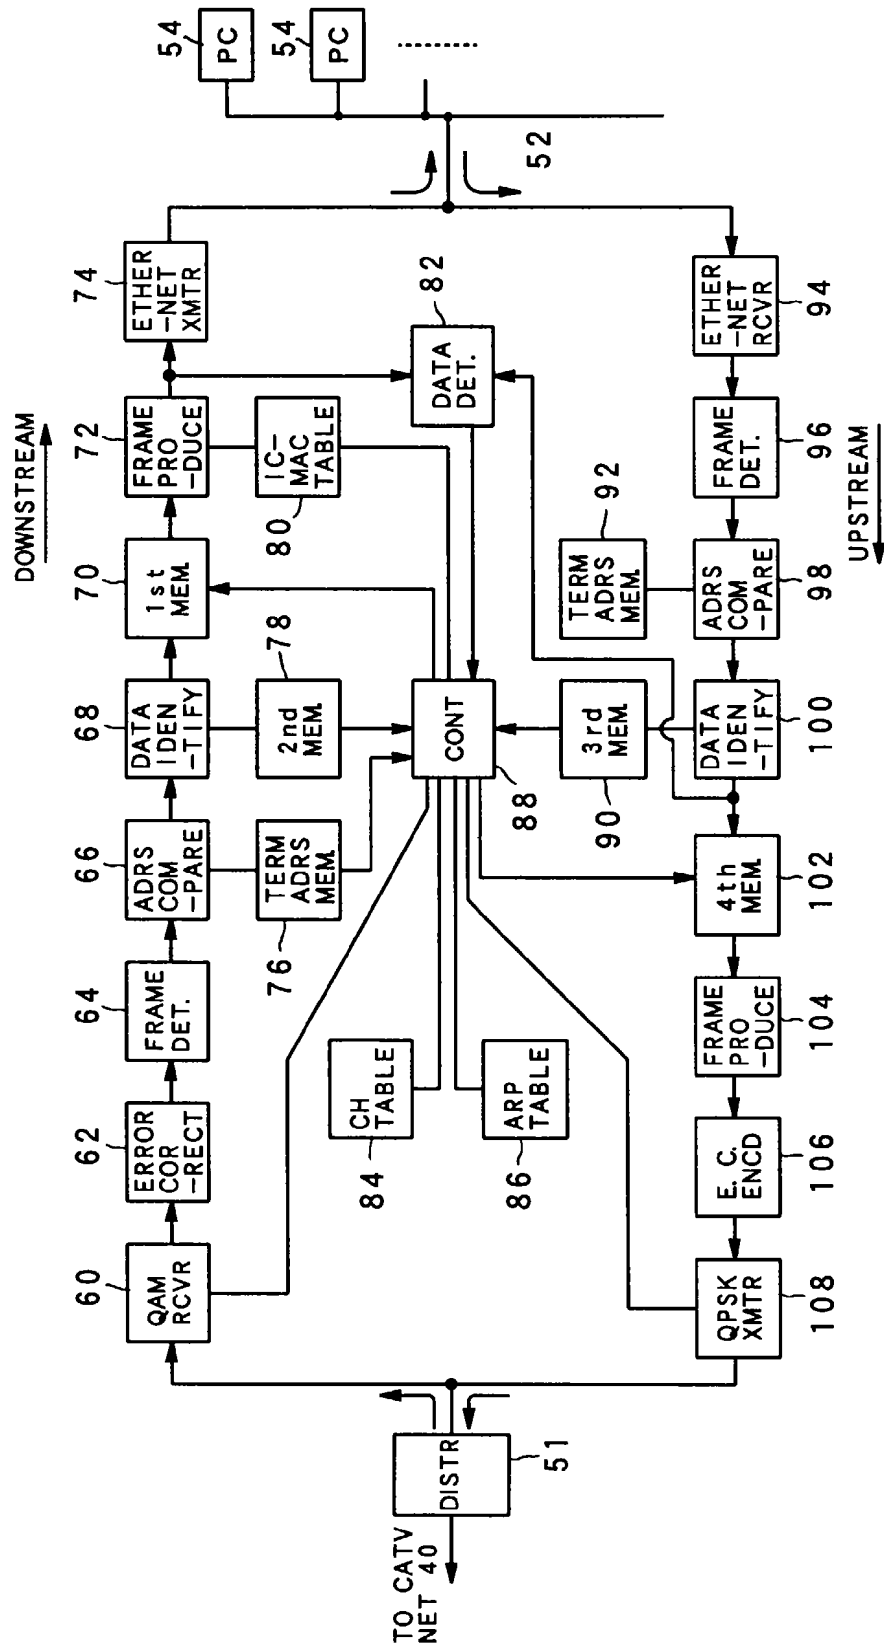 DOWNSTREAM
60
QAM
RCVR
62
ERROR
COR
-RECT
64
FRAME
DET.
66
ADRS
COM
-PARE
68
DATA
IDEN
-TIFY
70
1st
MEM.
72
FRAME
PRO
-DUCE
74
ETHER
-NET
XMTR
54
PC
54
PC
52
76
TERM
ADRS
MEM.
78
2nd
MEM.
80
IC-
MAC
TABLE
82
DATA
DET.
TO CATV
NET 40
DISTR
51
84
CH
TABLE
86
ARP
TABLE
CONT
88
90
3rd
MEM.
92
TERM
ADRS
MEM.
QPSK
XMTR
108
E. C.
ENCD
106
FRAME
PRO
-DUCE
104
4th
MEM.
102
DATA
IDEN
-TIFY
100
ADRS
COM
-PARE
98
FRAME
DET.
96
ETHER
-NET
RCVR
94
UPSTREAM